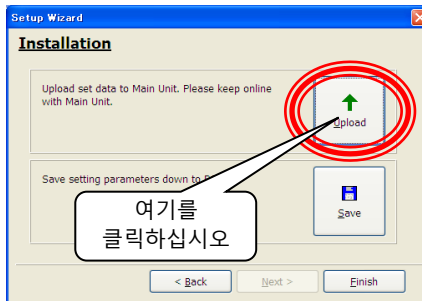 Setup Wizard
Installation
Upload set data to Main Unit. Please keep online
with Main Unit.
Upload
Save setting parameters down to
여기를
클릭하십시오
Save
< Back
Next >
Finish